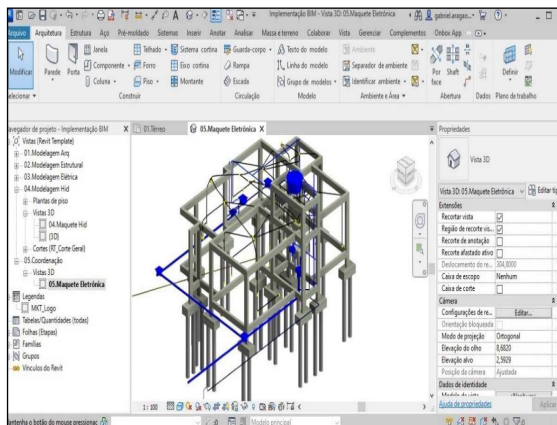 Implementação BIM - Vista 3D: 05.Maquete Eletrônica
gabriel.aragao...
Arquivo Arquitetura Estrutura Aço Pré-moldado Sistemas Inserir Anotar Analisar Massa e terreno Colaborar Vista Gerenciar Complementos Onbox App
Modificar
Parede
Porta
Janela
Componente
Coluna
Telhado
Forro
Piso
Sistema cortina
Eixo cortina
Montante
Guarda-corpo
Rampa
Escada
Texto do modelo
Linha do modelo
Grupo de modelos
Ambiente
Separador de ambiente
Identificar ambiente
Por face
Shaft
Definir
Selecionar
Construir
Circulação
Modelo
Ambiente e Área
Abertura
Dados
Plano de trabalho
Navegador de projeto - Implementação BIM
Vistas (Revit Template)
01.Modelagem Arq
02.Modelagem Estrutural
03.Modelagem Elétrica
04.Modelagem Hid
Plantas de piso
Vistas 3D
04.Maquete Hid
{3D}
Cortes (RT_Corte Geral)
05.Coordenação
Vistas 3D
05.Maquete Eletrônica
Legendas
MKT_Logo
Tabelas/Quantidades (todas)
Folhas (Etapas)
Famílias
Grupos
Vínculos do Revit
01.Térreo
05.Maquete Eletrônica
1 : 100
Propriedades
Vista 3D
Vista 3D: 05.Maquete Eletrônica
Editar tip
Extensões
Recortar vista
Região de recorte vis...
Recorte de anotação
Recorte afastado ativo
Deslocamento do re...
304,8000
Caixa de escopo
Nenhum
Caixa de corte
Câmera
Configurações de re...
Editar...
Orientação bloqueada
Modo de projeção
Ortogonal
Elevação do olho
8,6820
Elevação alvo
2,5929
Posição de câmera
Ajustada
Dados de identidade
Ajuda de propriedades
Aplicar
Mantenha o botão do mouse pressionac
:0
Modelo principal
:0